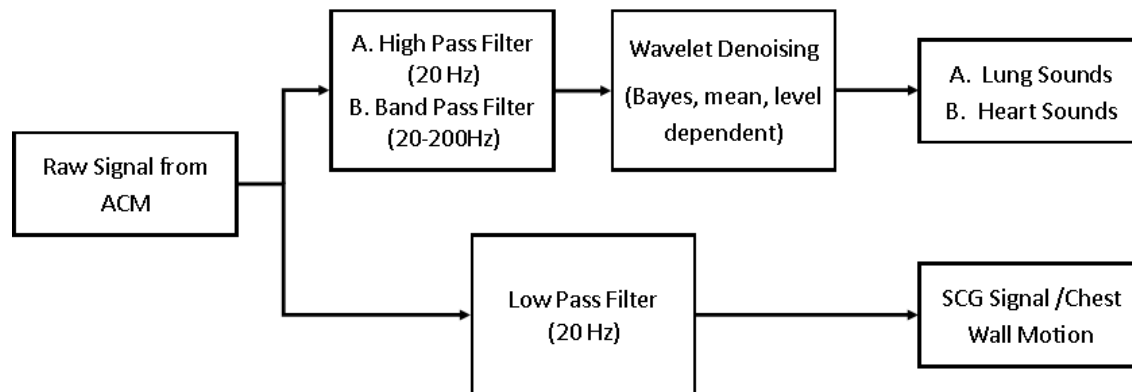 Raw Signal from
ACM
A. High Pass Filter
(20 Hz)
B. Band Pass Filter
(20-200Hz)
Wavelet Denoising
(Bayes, mean, level
dependent)
A. Lung Sounds
B. Heart Sounds
Low Pass Filter
(20 Hz)
SCG Signal /Chest
Wall Motion